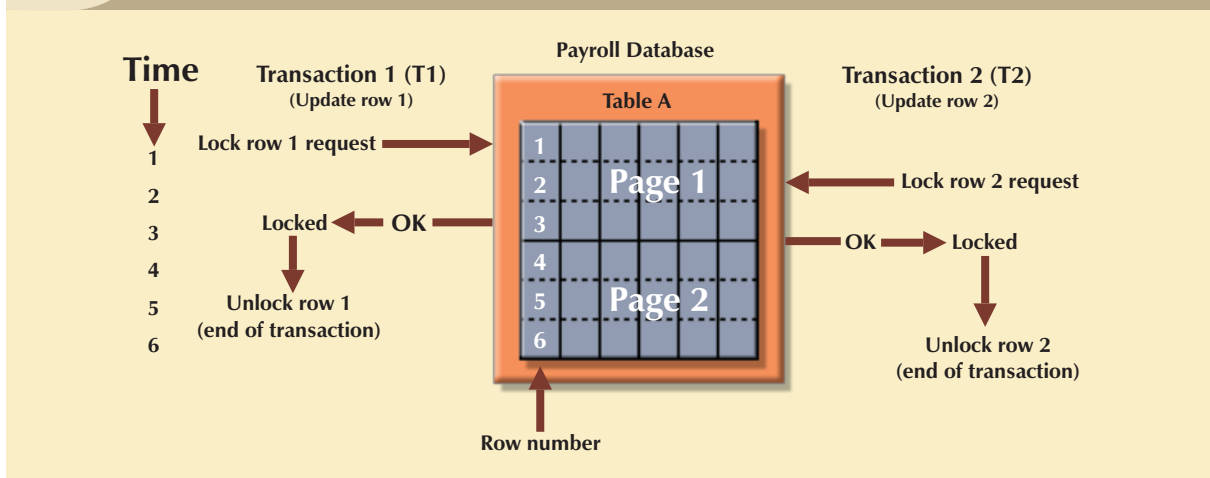 Payroll Database
Time
Transaction 1 (T1)
(Update row 1)
Table A
Transaction 2 (T2)
(Update row 2)
Lock row 1 request
Lock row 2 request
1
2
3
4
5
6
1
2
3
4
5
6
Page 1
Page 2
Locked
OK
OK
Locked
Unlock row 1
(end of transaction)
Unlock row 2
(end of transaction)
Row number